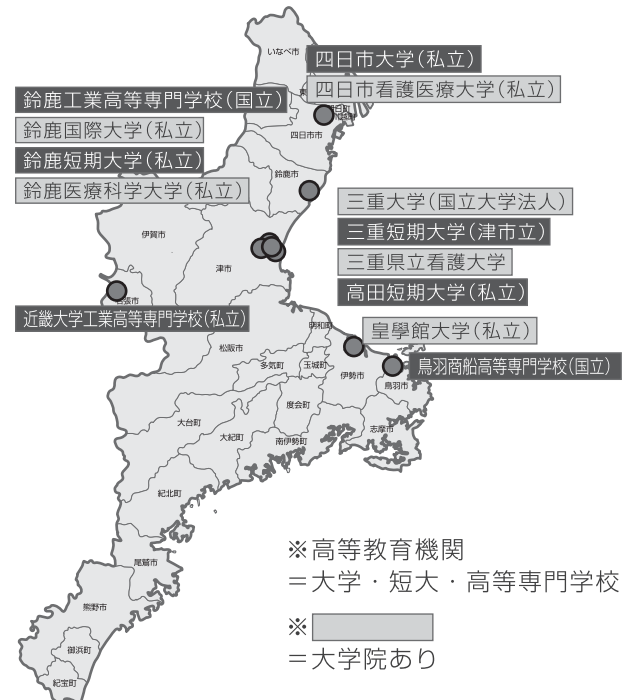 いなべ市
四日市大学(私立)
四日市看護医療大学(私立)
鈴鹿工業高等専門学校(国立)
鈴鹿国際大学(私立)
鈴鹿短期大学(私立)
鈴鹿医療科学大学(私立)
四日市市
鈴鹿市
三重大学(国立大学法人)
三重短期大学(津市立)
三重県立看護大学
高田短期大学(私立)
伊賀市
津市
名張市
近畿大学工業高等専門学校(私立)
明和町
皇學館大学(私立)
鳥羽商船高等専門学校(国立)
松阪市
多気町
玉城町
伊勢市
鳥羽市
度会町
志摩市
大台町
大紀町
南伊勢町
紀北町
尾鷲市
熊野市
御浜町
紀宝町
※高等教育機関
=大学・短大・高等専門学校
※
=大学院あり